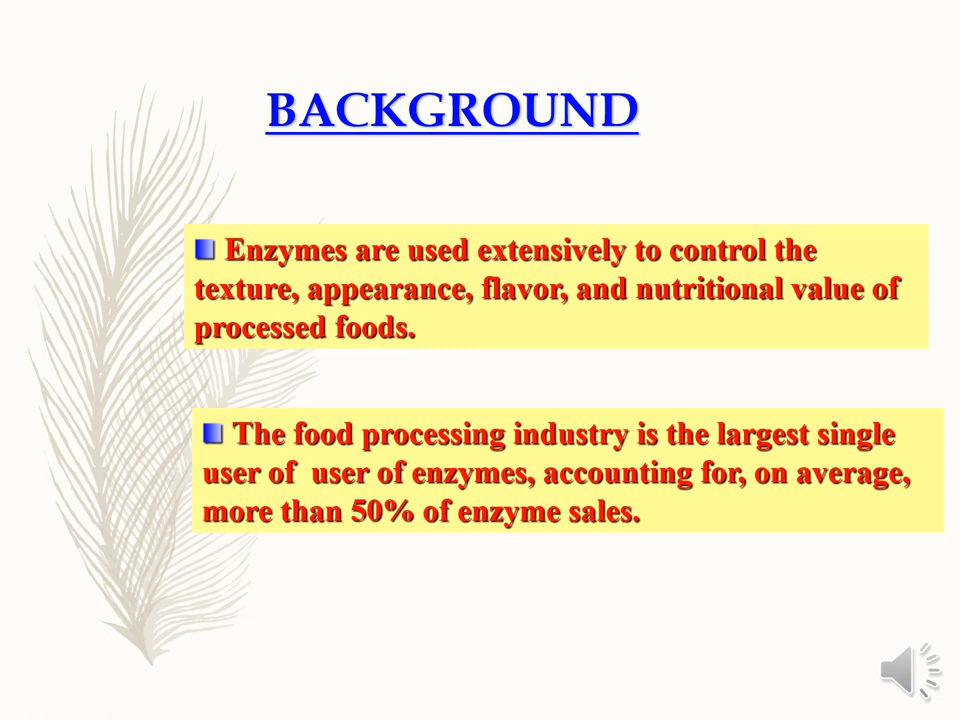 BACKGROUND
Enzymes are used extensively to control the
texture, appearance, flavor, and nutritional value of
processed foods.
The food processing industry is the largest single
user of  user of enzymes, accounting for, on average,
more than 50% of enzyme sales.